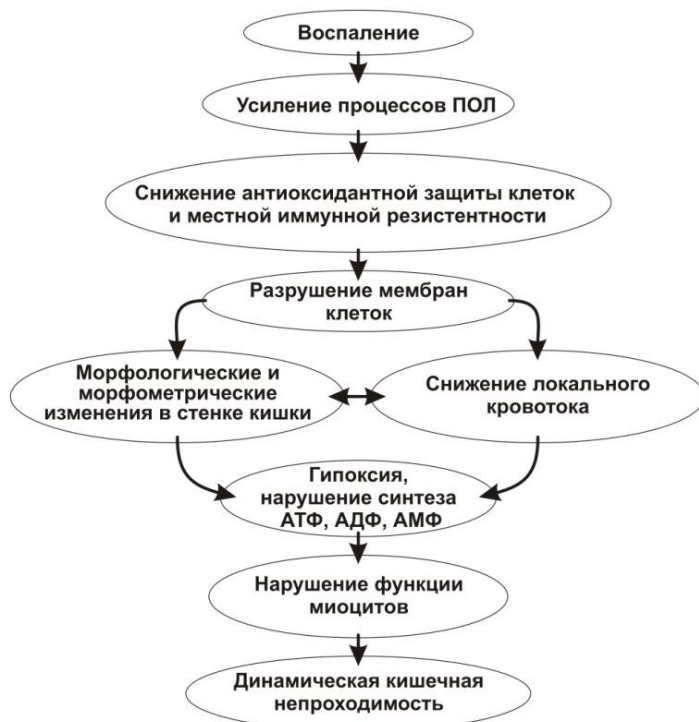 Воспаление
Усиление процессов ПОЛ
Снижение антиоксидантной защиты клеток
и местной иммунной резистентности
Разрушение мембран
клеток
Морфологические и
морфометрические
изменения в стенке кишки
Снижение локального
кровотока
Гипоксия,
нарушение синтеза
АТФ, АДФ, АМФ
Нарушение функции
миоцитов
Динамическая кишечная
непроходимость